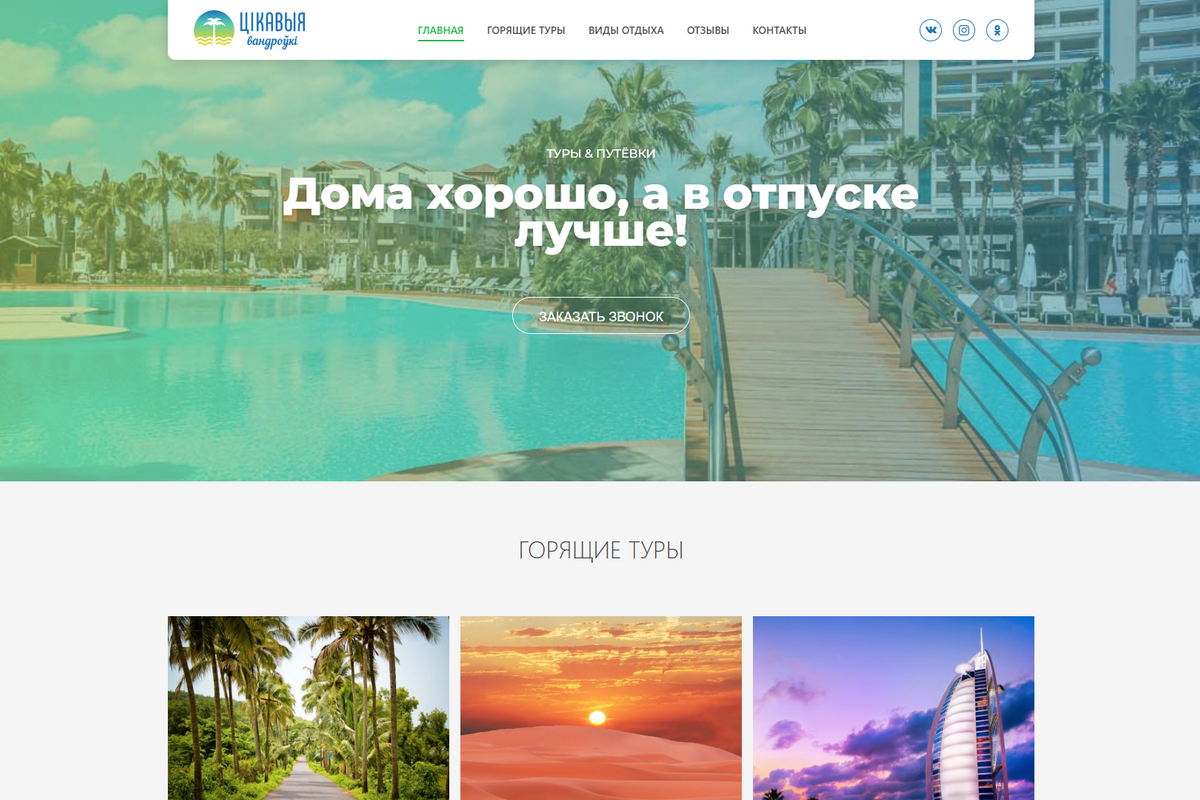 ЦІКАВЫЯ
вандроўкі
ГЛАВНАЯ
ГОРЯЩИЕ ТУРЫ
ВИДЫ ОТДЫХА
ОТЗЫВЫ
КОНТАКТЫ
ТУРЫ & ПУТЁВКИ
Дома хорошо, а в отпуске
лучше!
ЗАКАЗАТЬ ЗВОНОК
ГОРЯЩИЕ ТУРЫ